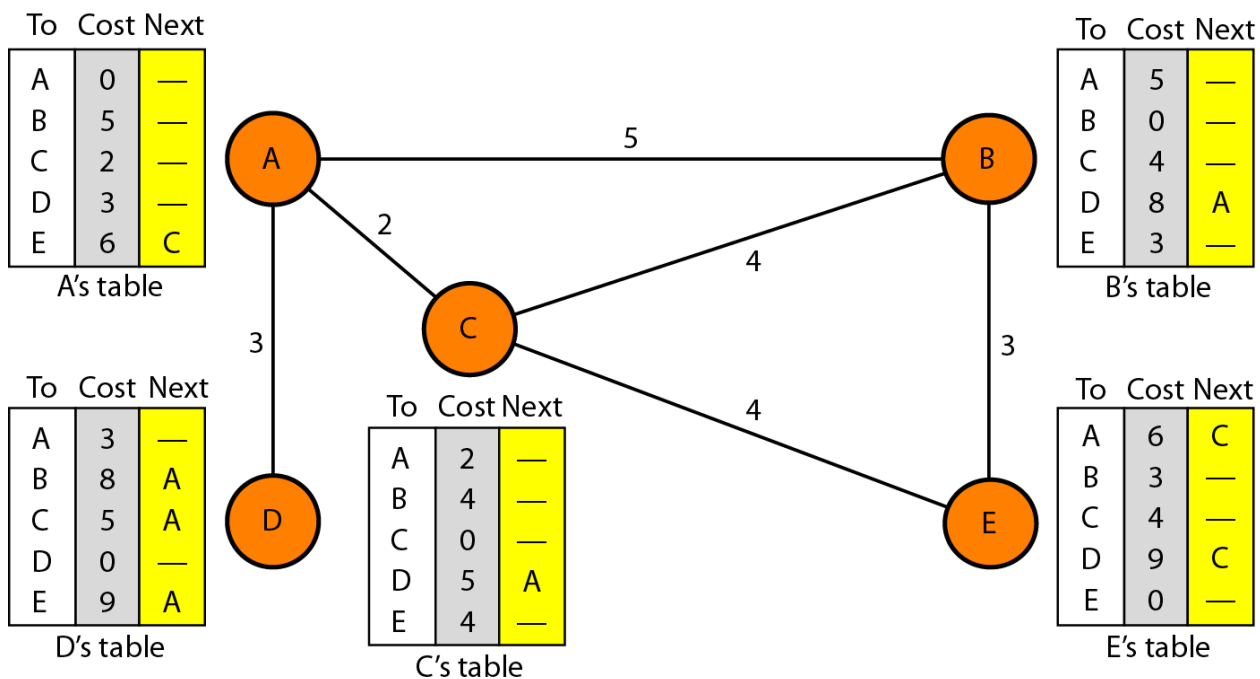 To Cost Next
A 0 —
B 5 —
C 2 —
D 3 —
E 6 C
A's table
To Cost Next
A 5 —
B 0 —
C 4 —
D 8 A
E 3 —
B's table
A
5
B
2
4
C
3
3
4
D
E
To Cost Next
A 3 —
B 8 A
C 5 A
D 0 —
E 9 A
D's table
To Cost Next
A 2 —
B 4 —
C 0 —
D 5 A
E 4 —
C's table
To Cost Next
A 6 C
B 3 —
C 4 —
D 9 C
E 0 —
E's table